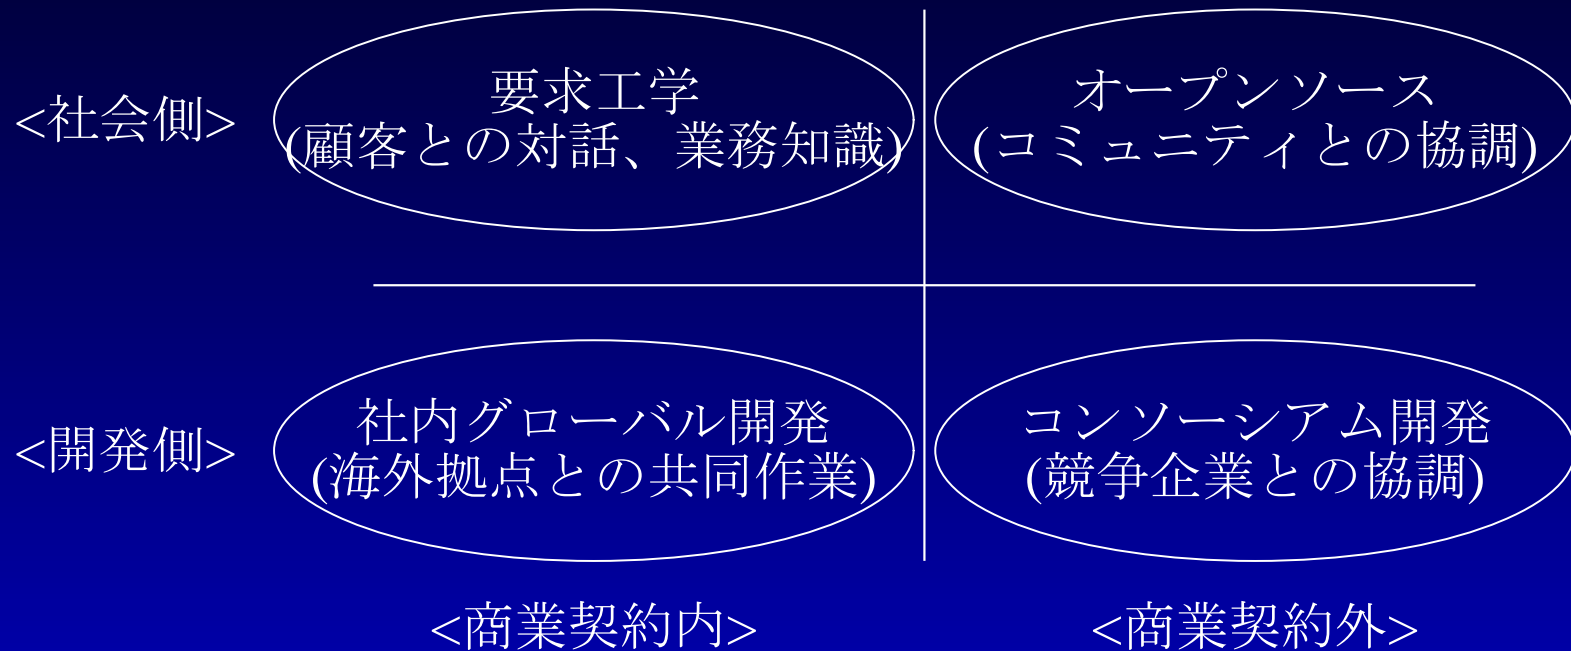 <社会側>
要求工学
(顧客との対話、業務知識)
オープンソース
(コミュニティとの協調)
<開発側>
社内グローバル開発
(海外拠点との共同作業)
コンソーシアム開発
(競争企業との協調)
<商業契約内>
<商業契約外>